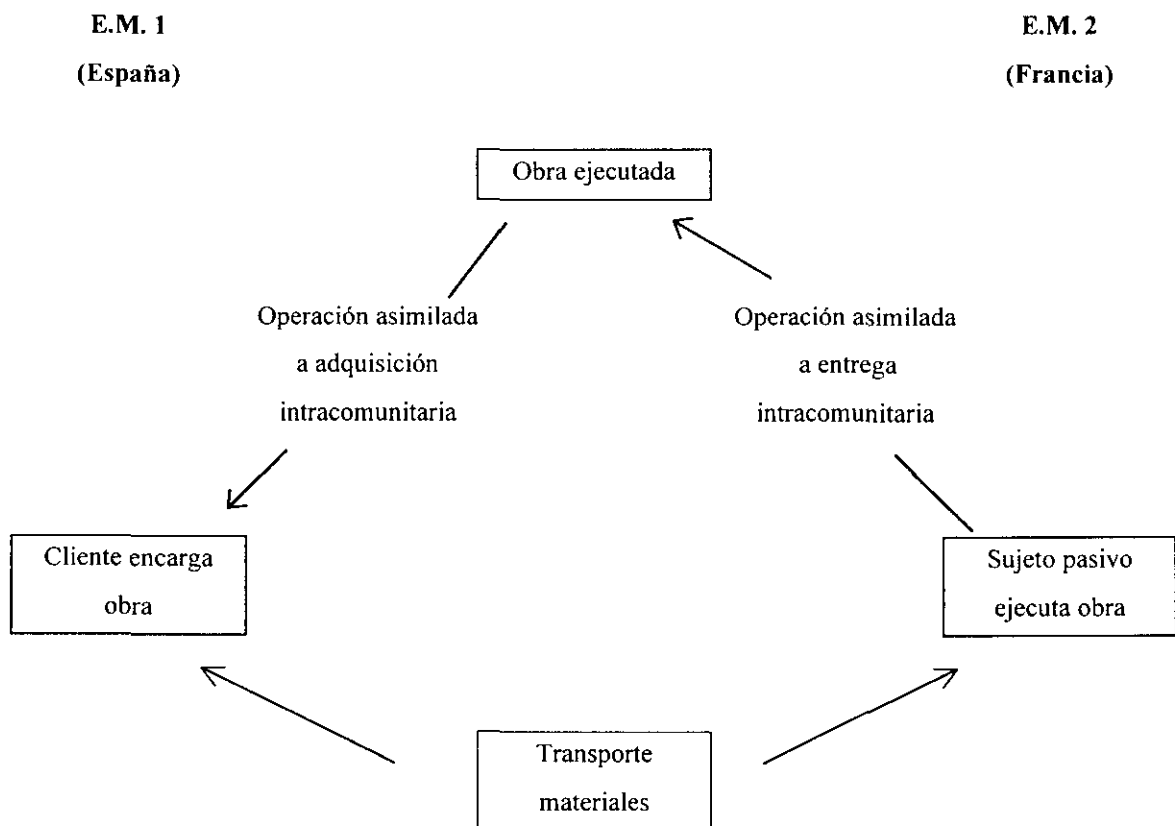 E.M. 1
(España)
E.M. 2
(Francia)
Obra ejecutada
Operación asimilada
a adquisición
intracomunitaria
Operación asimilada
a entrega
intracomunitaria
Cliente encarga
obra
Sujeto pasivo
ejecuta obra
Transporte
materiales